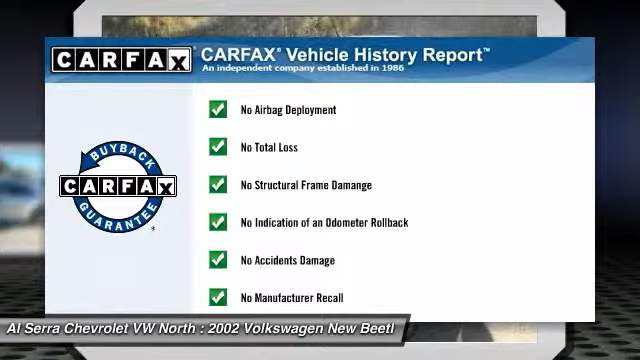 CARFAX® CARFAX® Vehicle History Report™
An independent company established in 1986
No Airbag Deployment
No Total Loss
BUYBACK
CARFAX
GUARANTEE®
No Structural Frame Damange
No Indication of an Odometer Rollback
No Accidents Damage
No Manufacturer Recall
Al Serra Chevrolet VW North : 2002 Volkswagen New Beetl